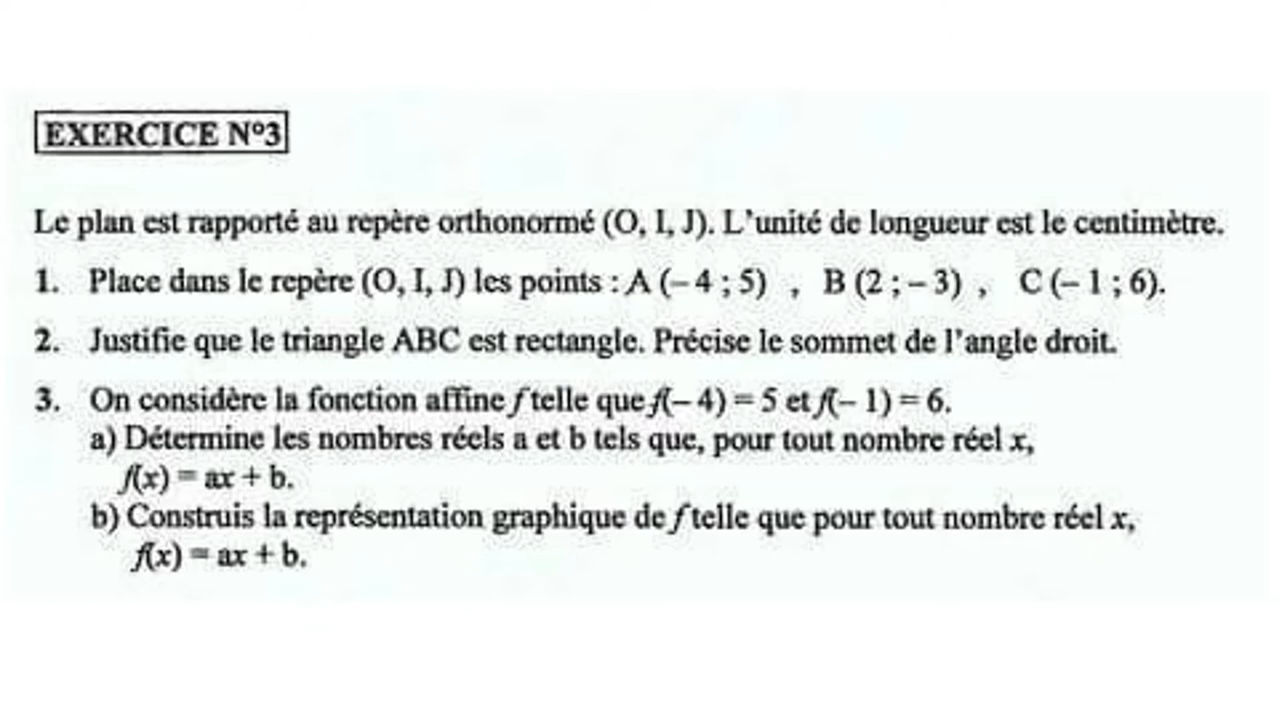 EXERCICE N°3
Le plan est rapporté au repère orthonormé (O, I, J). L'unité de longueur est le centimètre.
1. Place dans le repère (O, I, J) les points : A (– 4 ; 5) , B (2 ; – 3) , C (– 1 ; 6).
2. Justifie que le triangle ABC est rectangle. Précise le sommet de l'angle droit.
3. On considère la fonction affine f telle que f(– 4) = 5 et f(– 1) = 6.
a) Détermine les nombres réels a et b tels que, pour tout nombre réel x,
f(x) = ax + b.
b) Construis la représentation graphique de f telle que pour tout nombre réel x,
f(x) = ax + b.